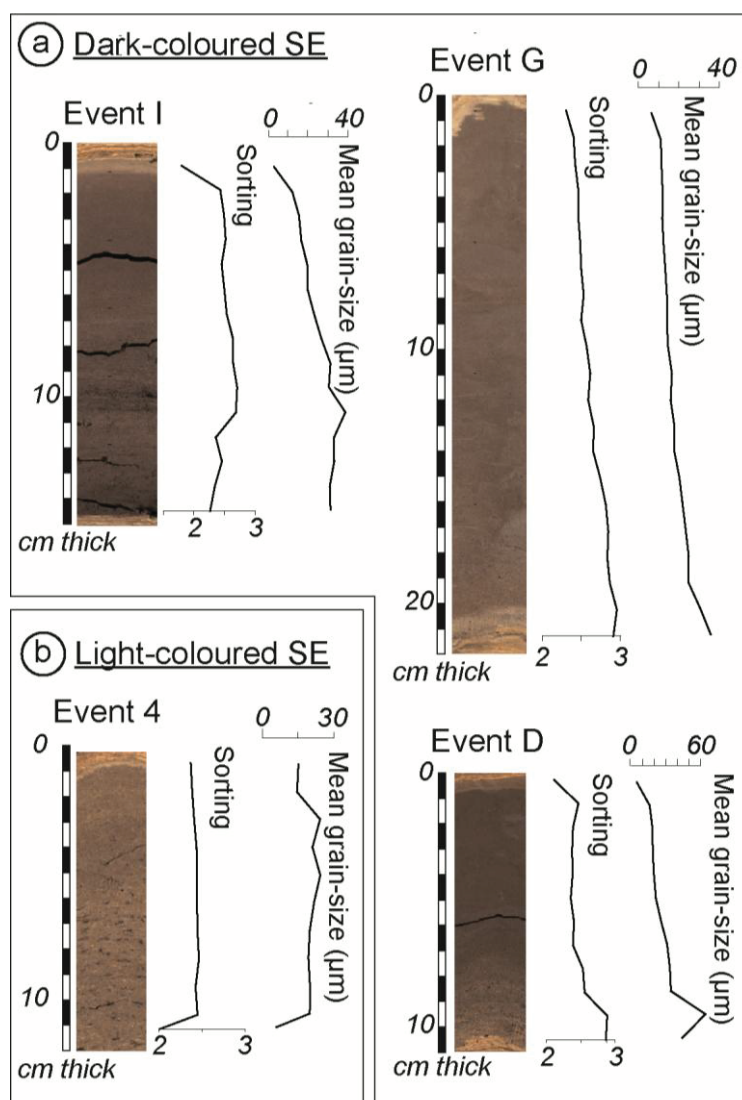 a Dark-coloured SE
Event I
0 40
Sorting
Mean grain-size (µm)
0
10
cm thick
2 3
Event G
0 40
Sorting
Mean grain-size (µm)
0
10
20
cm thick
2 3
b Light-coloured SE
Event 4
0 30
Sorting
Mean grain-size (µm)
0
10
cm thick
2 3
Event D
0 60
Sorting
Mean grain-size (µm)
0
10
cm thick
2 3